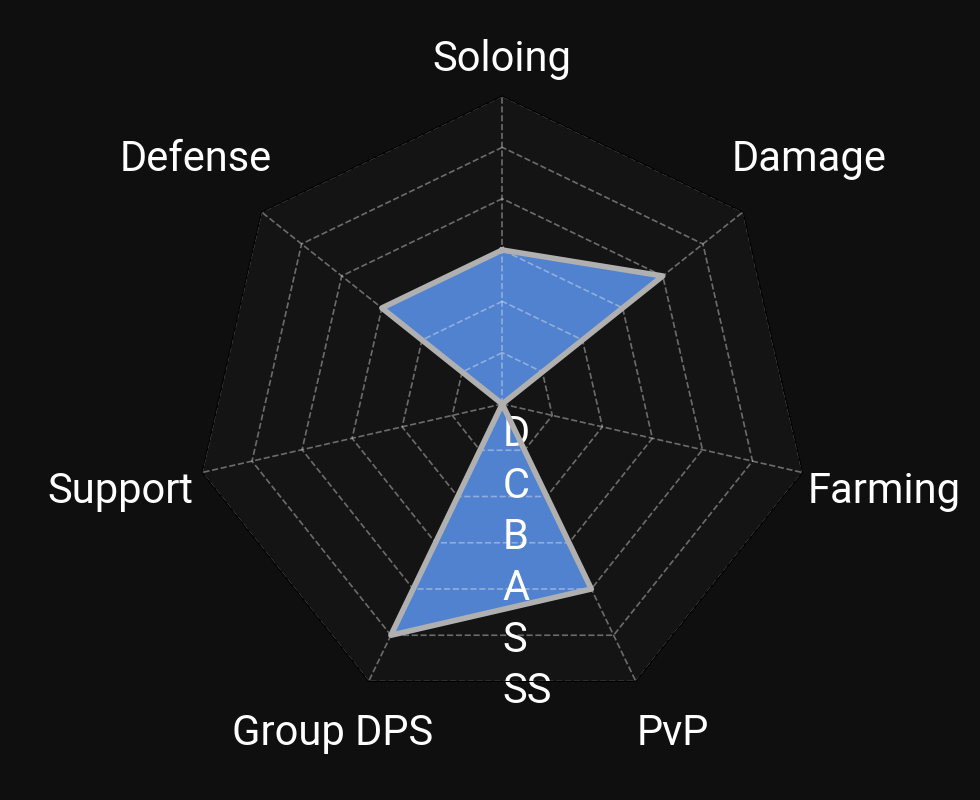 Soloing
Defense
Damage
D
C
Support
Farming
B
A
S
SS
Group DPS
PvP